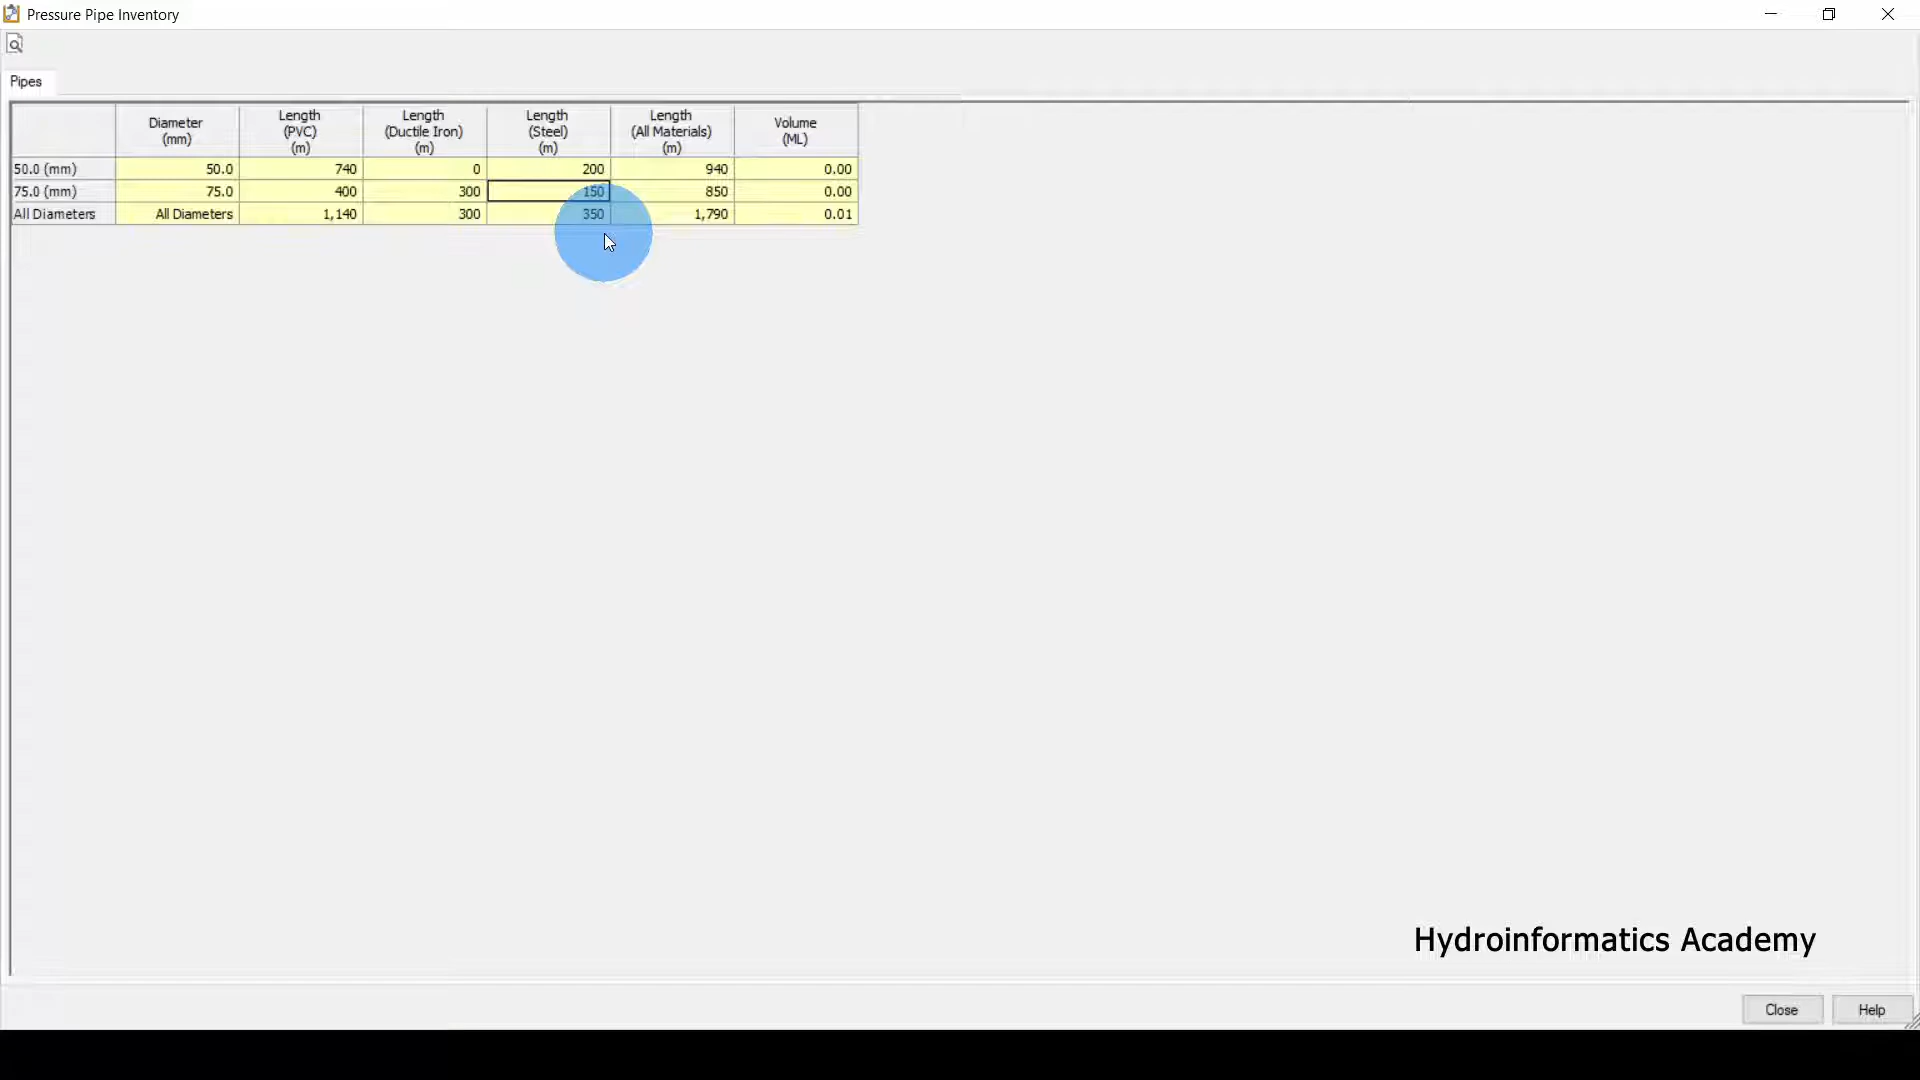 Pressure Pipe Inventory
Pipes
Diameter (mm) Length (PVC) (m) Length (Ductile Iron) (m) Length (Steel) (m) Length (All Materials) (m) Volume (ML)
50.0 (mm) 50.0 740 0 200 940 0.00
75.0 (mm) 75.0 400 300 150 850 0.00
All Diameters All Diameters 1,140 300 350 1,790 0.01
Hydroinformatics Academy
Close Help